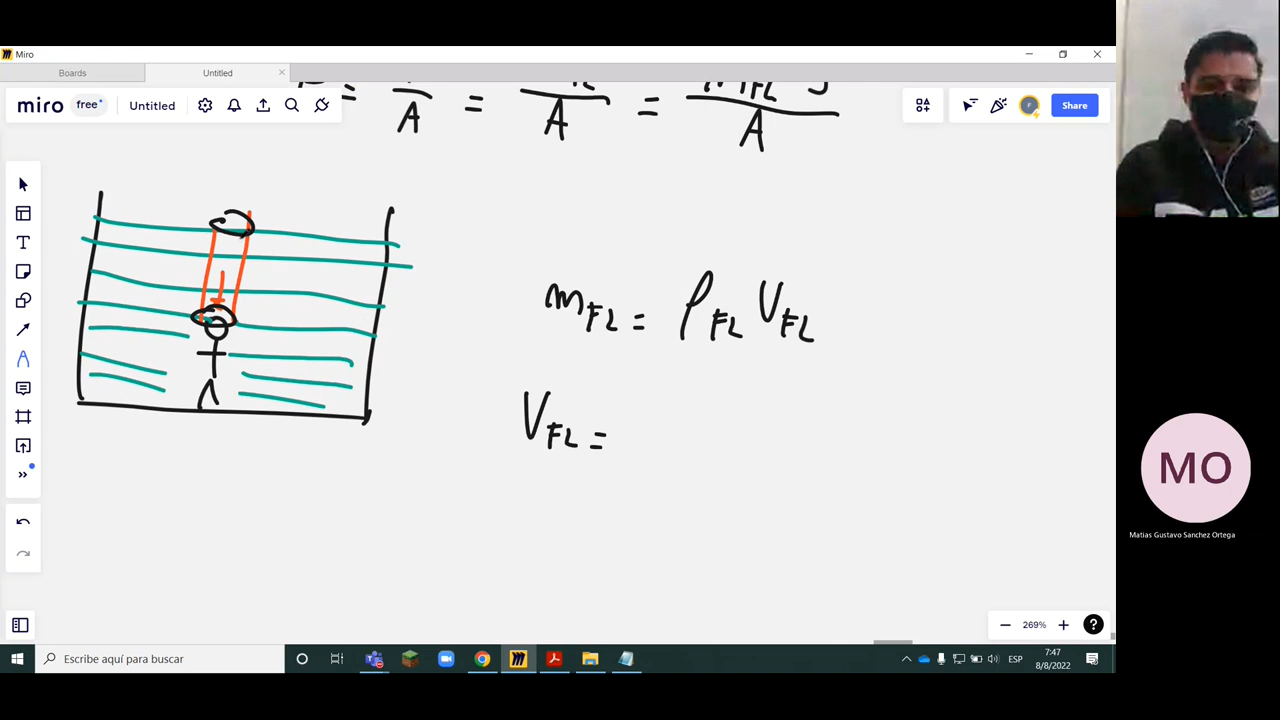 Miro
Boards
Untitled
miro
free
Untitled
Share
= /A = /A = /A
m_FL = ρ_FL V_FL
V_FL =
MO
Matias Gustavo Sanchez Ortega
269%
Escribe aquí para buscar
ESP
7:47
8/8/2022